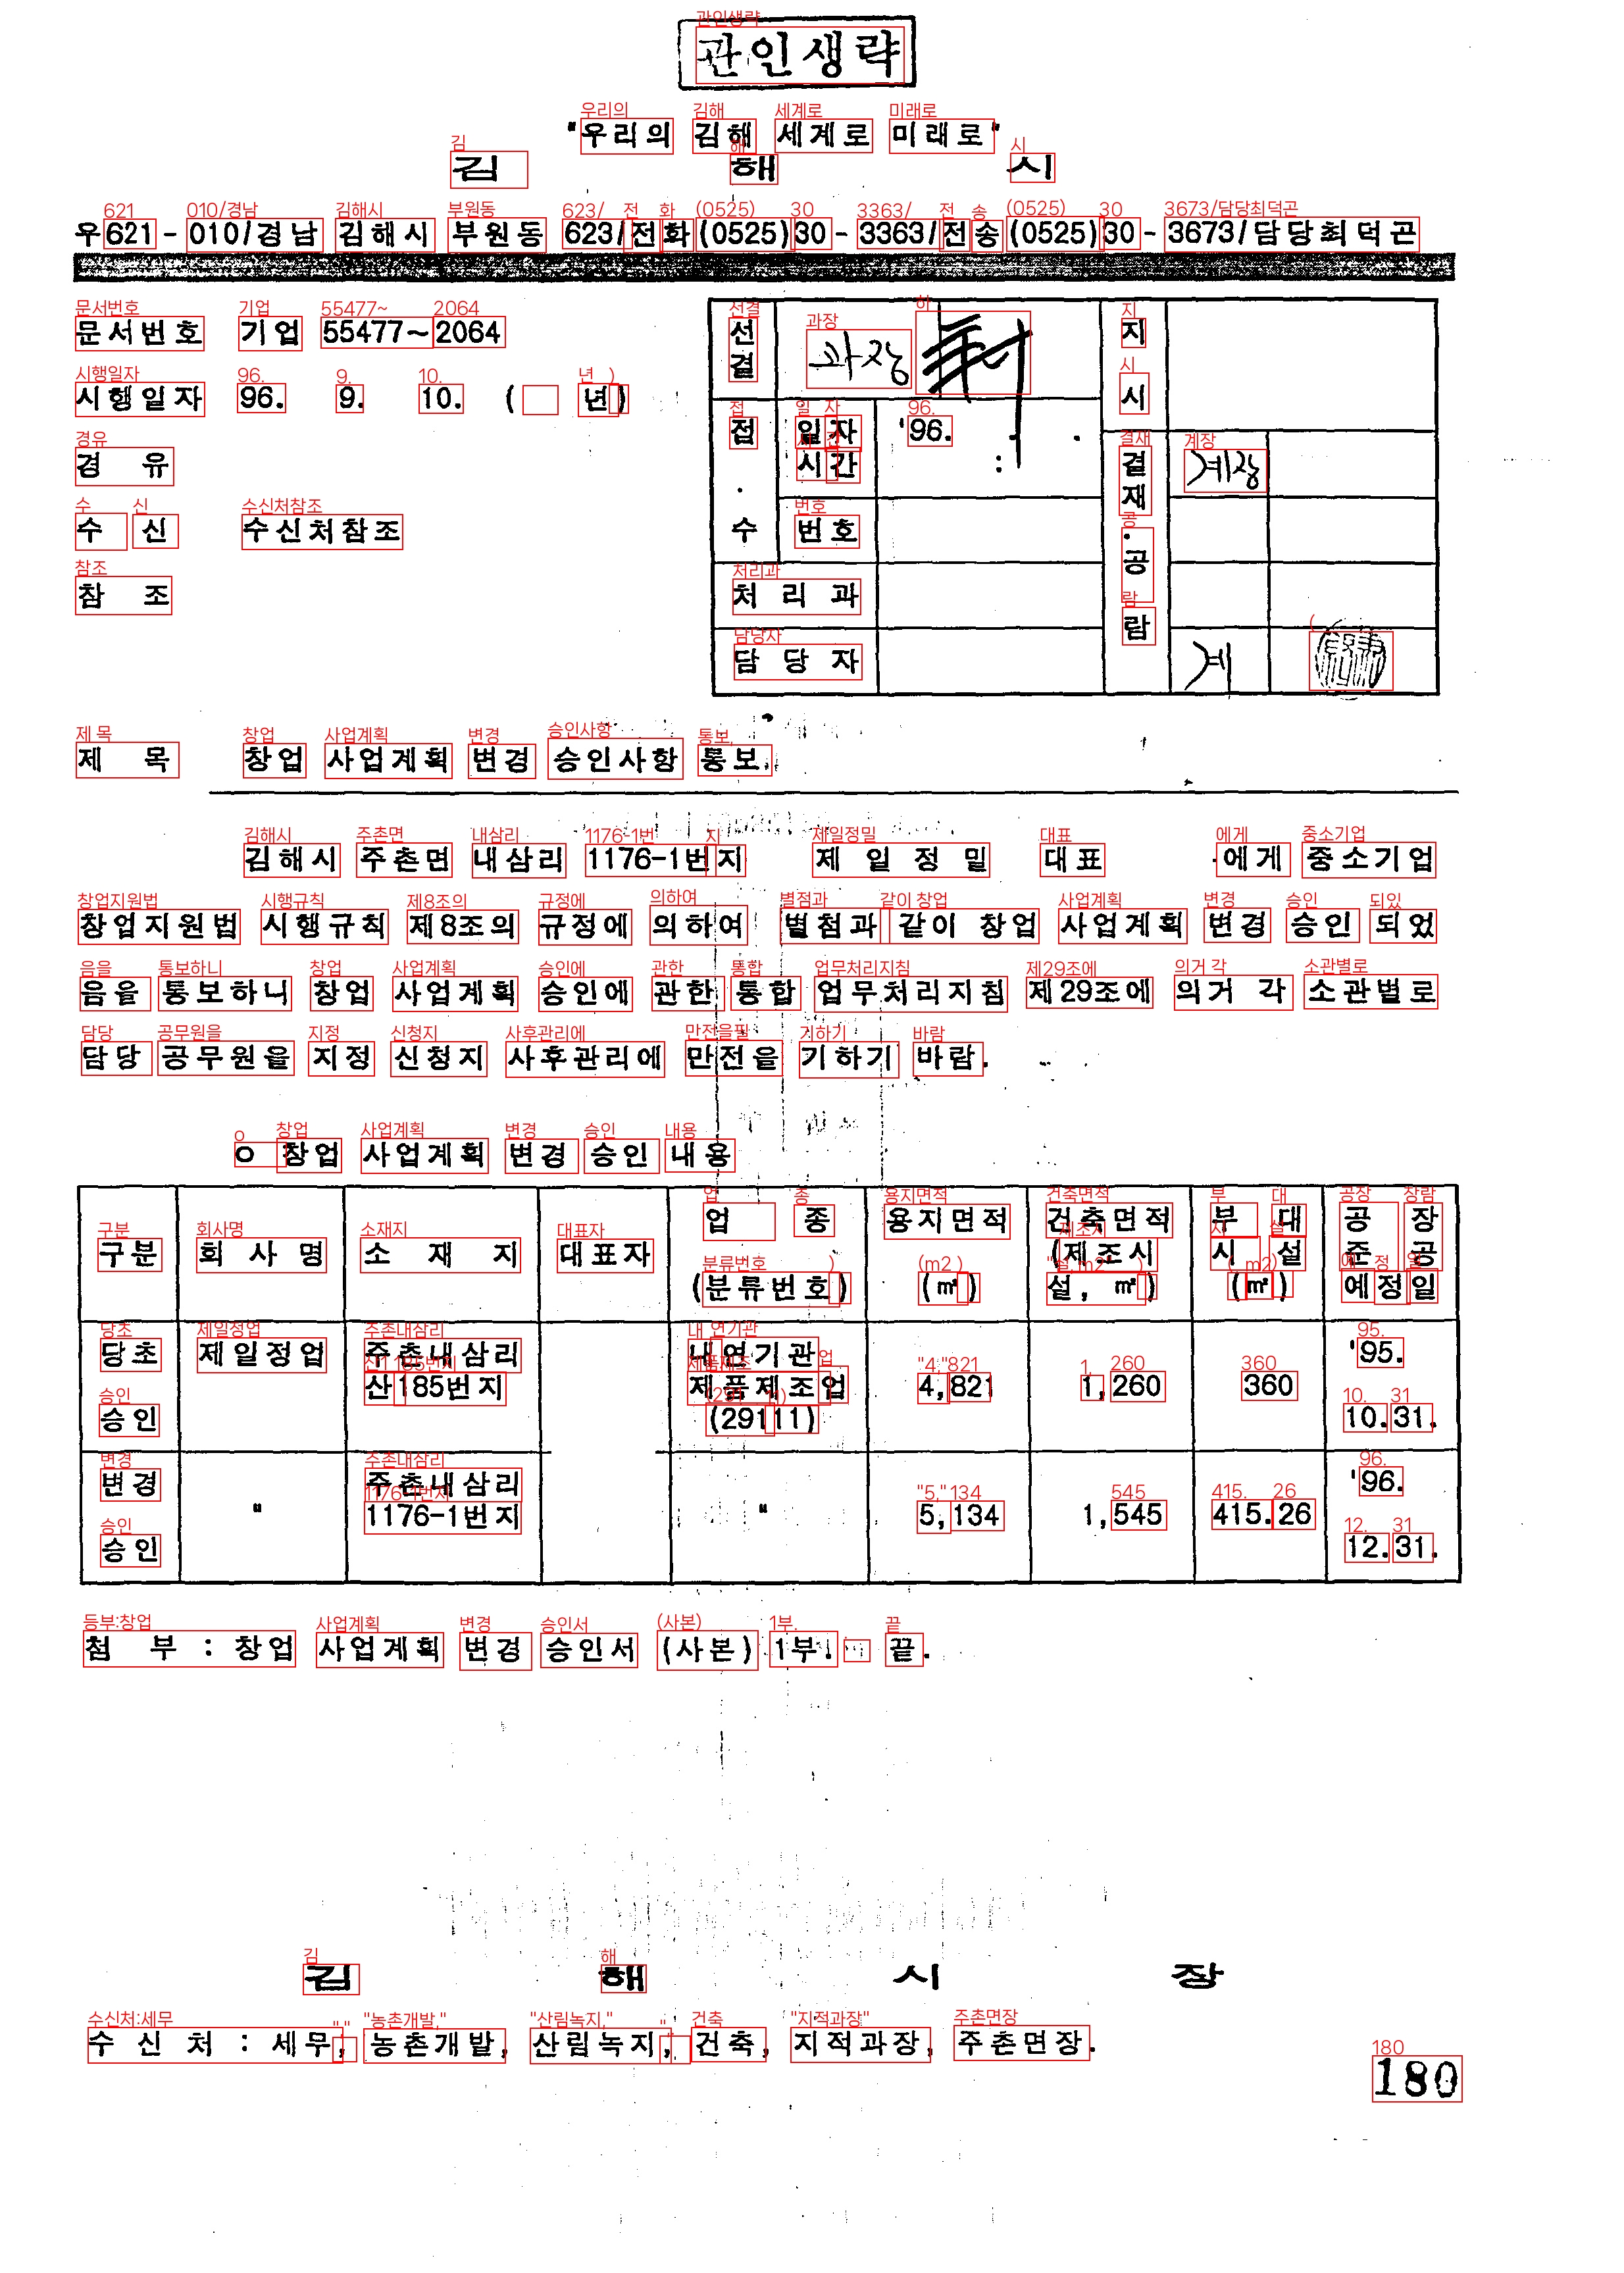 관인생략
"우리의 김해 세계로 미래로"
김 해 시
우621-010/경남 김해시 부원동 623/전화(0525)30-3363/전송(0525)30-3673/담당최덕곤
문서번호 기업 55477~2064
시행일자 96. 9. 10. ( 년)
경 유
수 신 수신처참조
참 조
선결 과장 지시
접수 일자 시간 '96. . . :
번호
처 리 과
담 당 자
결재·공람 계장
계
제 목 창업 사업계획 변경 승인사항 통보.
김해시 주촌면 내삼리 1176-1번지 제 일 정 밀 대표 에게 중소기업
창업지원법 시행규칙 제8조의 규정에 의하여 별첨과 같이 창업 사업계획 변경 승인 되었
음을 통보하니 창업 사업계획 승인에 관한 통합 업무처리지침 제29조에 의거 각 소관별로
담당 공무원을 지정 신청지 사후관리에 만전을 기하기 바람.
o 창업 사업계획 변경 승인 내용
구분 회 사 명 소 재 지 대표자 업 종 (분류번호) 용지면적 (㎡) 건축면적 (제조시설, ㎡) 부 대 시 설 (㎡) 공 장 준 공 예정일
당초 승인 제일정업 주촌내삼리 산185번지 내연기관 제품제조업 (29111) 4,821 1,260 360 '95. 10.31.
변경 승인 " 주촌내삼리 1176-1번지 " 5,134 1,545 415.26 '96. 12.31.
첨 부 : 창업 사업계획 변경 승인서 (사본) 1부. 끝.
김 해 시 장
수 신 처 : 세무, 농촌개발, 산림녹지, 건축, 지적과장, 주촌면장.
180